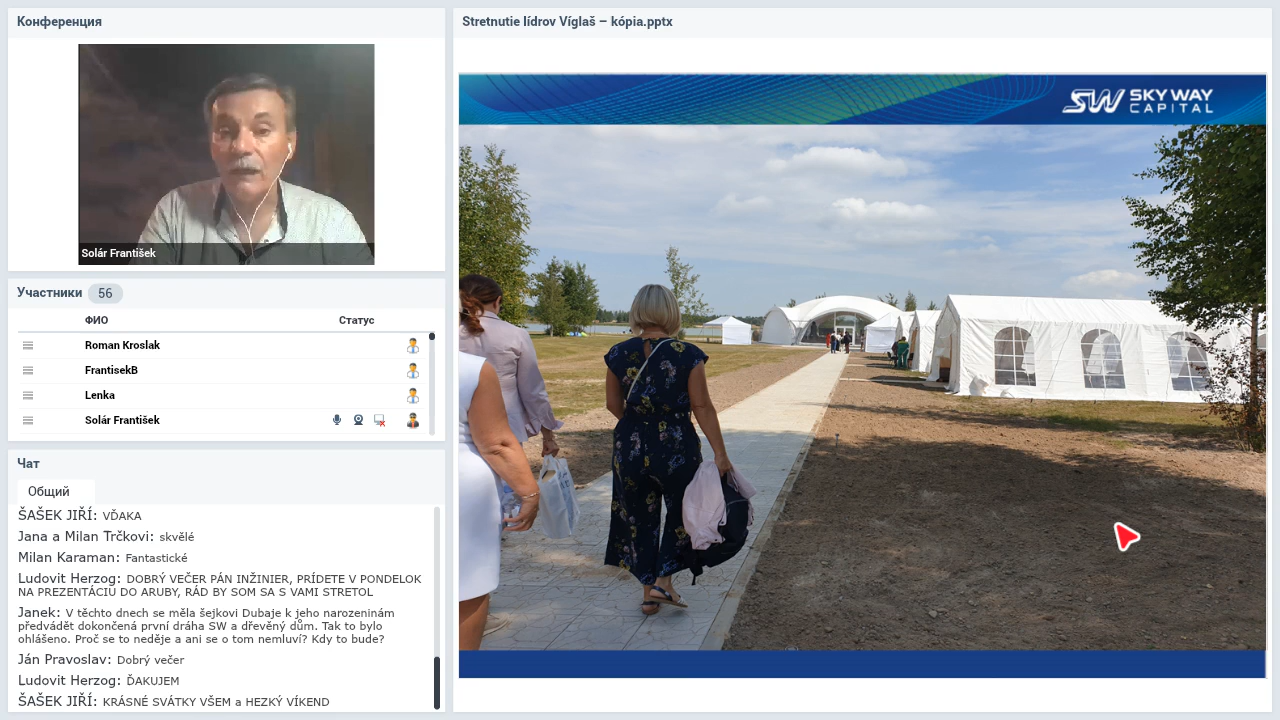 Конференция
Solár František
Участники 56
ФИО Статус
Roman Kroslak
FrantisekB
Lenka
Solár František
Чат
Общий
ŠAŠEK JIŘÍ: VĎAKA
Jana a Milan Trčkovi: skvělé
Milan Karaman: Fantastické
Ludovit Herzog: DOBRÝ VEČER PÁN INŽINIER, PRÍDETE V PONDELOK
NA PREZENTÁCIU DO ARUBY, RÁD BY SOM SA S VAMI STRETOL
Janek: V těchto dnech se měla šejkovi Dubaje k jeho narozeninám
předvádět dokončená první dráha SW a dřevěný dům. Tak to bylo
ohlášeno. Proč se to neděje a ani se o tom nemluví? Kdy to bude?
Ján Pravoslav: Dobrý večer
Ludovit Herzog: ĎAKUJEM
ŠAŠEK JIŘÍ: KRÁSNÉ SVÁTKY VŠEM a HEZKÝ VÍKEND
Stretnutie lídrov Víglaš – kópia.pptx
SW SKY WAY
CAPITAL